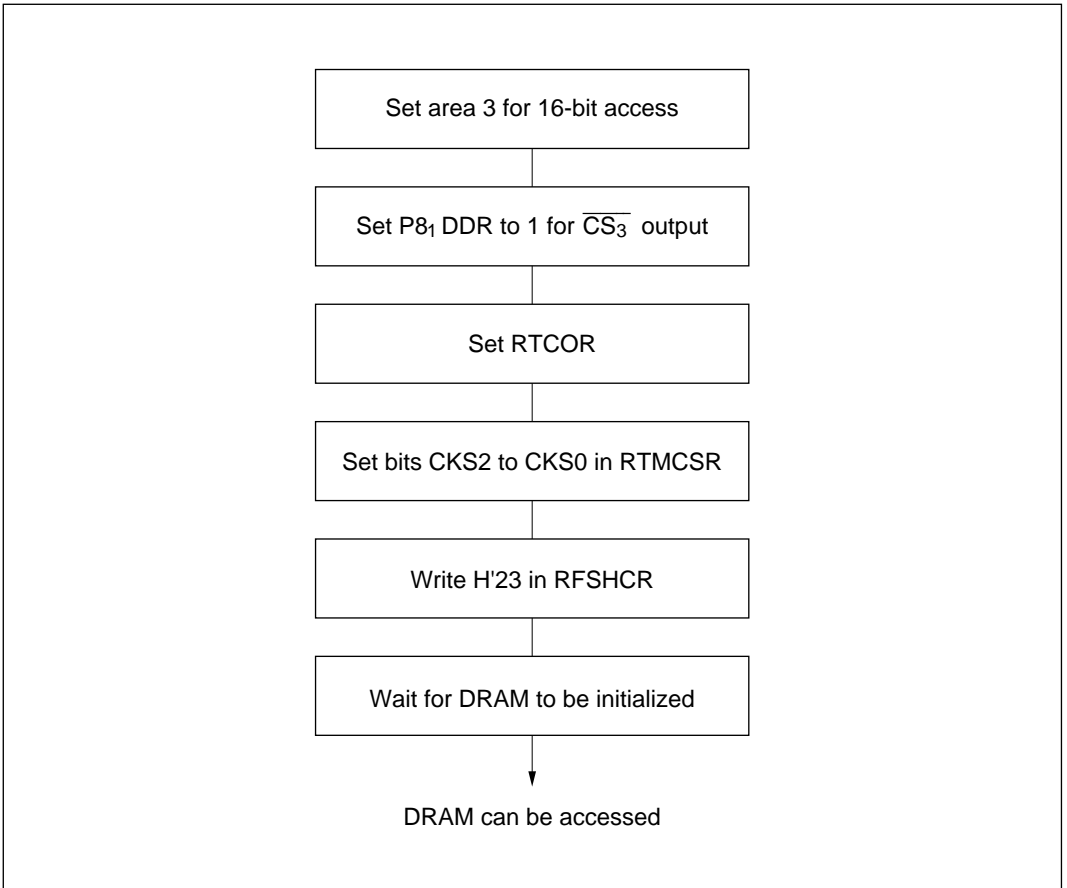 Set area 3 for 16-bit access
Set P8₁ DDR to 1 for C̅S̅₃̅ output
Set RTCOR
Set bits CKS2 to CKS0 in RTMCSR
Write H'23 in RFSHCR
Wait for DRAM to be initialized
DRAM can be accessed